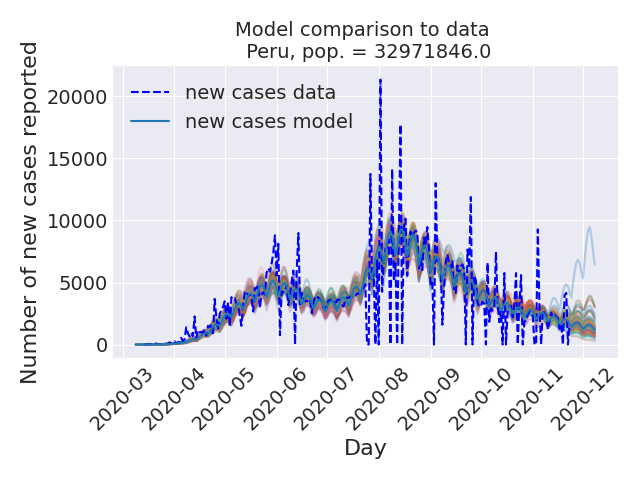 Model comparison to data
Peru, pop. = 32971846.0
Number of new cases reported
20000
15000
10000
5000
0
new cases data
new cases model
2020-03
2020-04
2020-05
2020-06
2020-07
2020-08
2020-09
2020-10
2020-11
2020-12
Day